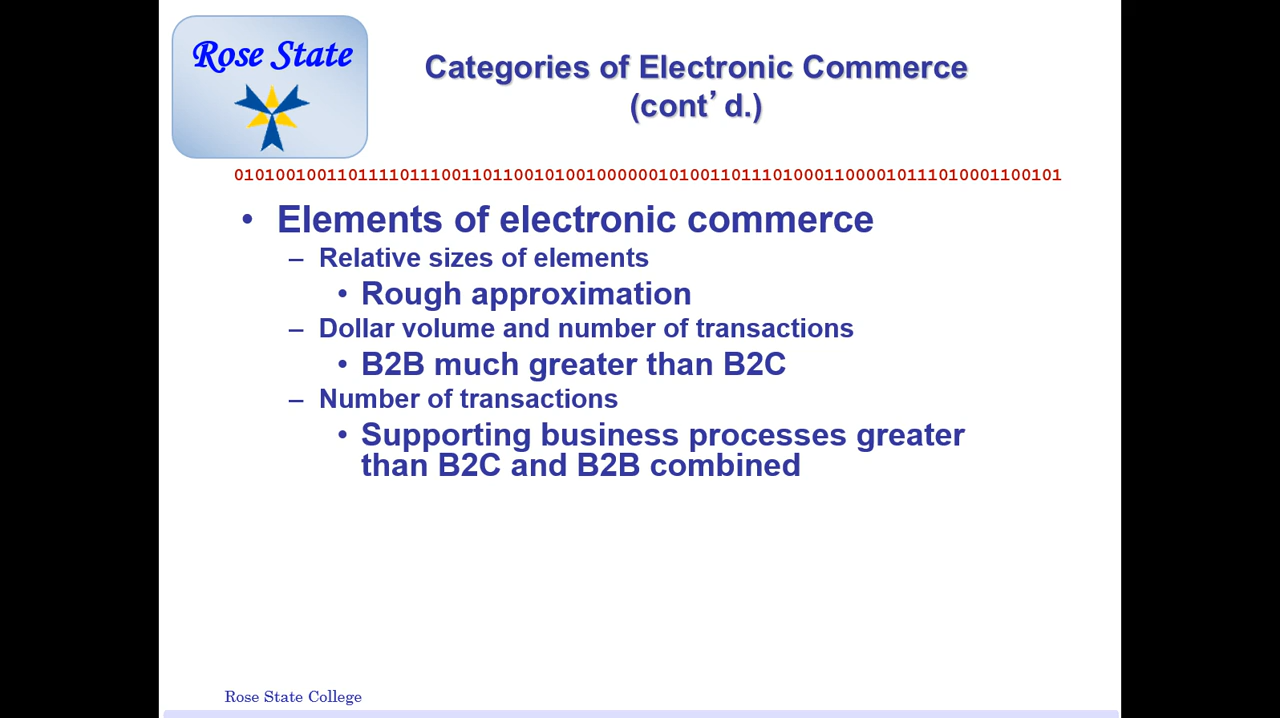 Rose State
Categories of Electronic Commerce
(cont’d.)
01010010011011110111001101100101001000000101001101110100011000010111010001100101
• Elements of electronic commerce
– Relative sizes of elements
• Rough approximation
– Dollar volume and number of transactions
• B2B much greater than B2C
– Number of transactions
• Supporting business processes greater
than B2C and B2B combined
Rose State College